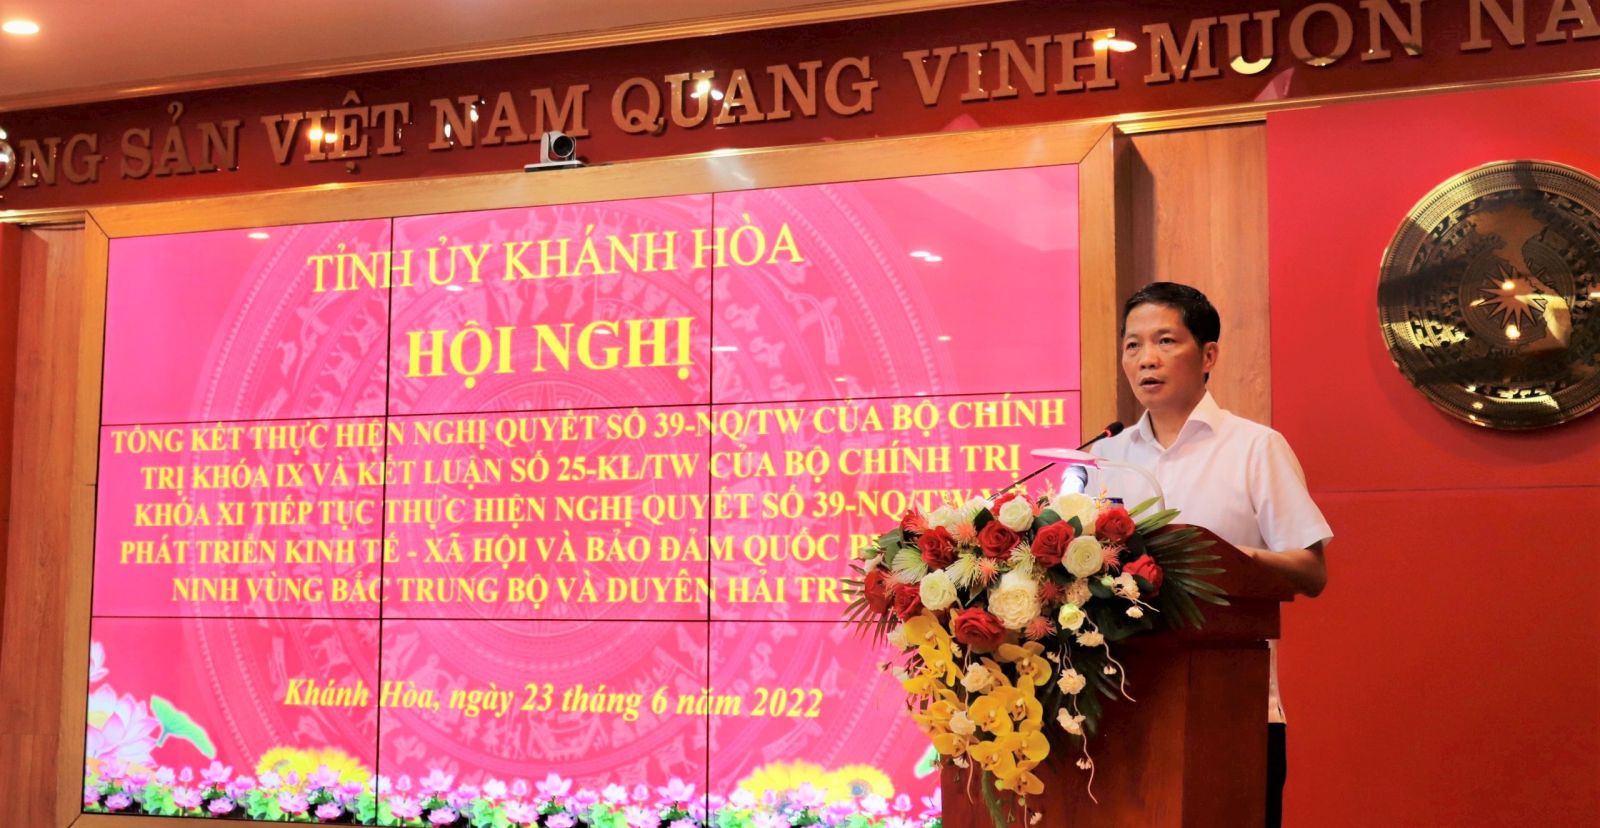 ÔNG SẢN VIỆT NAM QUANG VINH MUÔN NĂ
TỈNH ỦY KHÁNH HÒA
HỘI NGHỊ
TỔNG KẾT THỰC HIỆN NGHỊ QUYẾT SỐ 39-NQ/TW CỦA BỘ CHÍNH
TRỊ KHÓA IX VÀ KẾT LUẬN SỐ 25-KL/TW CỦA BỘ CHÍNH TRỊ
KHÓA XI TIẾP TỤC THỰC HIỆN NGHỊ QUYẾT SỐ 39-NQ/TW VỀ
PHÁT TRIỂN KINH TẾ - XÃ HỘI VÀ BẢO ĐẢM QUỐC
NINH VÙNG BẮC TRUNG BỘ VÀ DUYÊN HẢI
Khánh Hòa, ngày 23 tháng 6 năm 2022